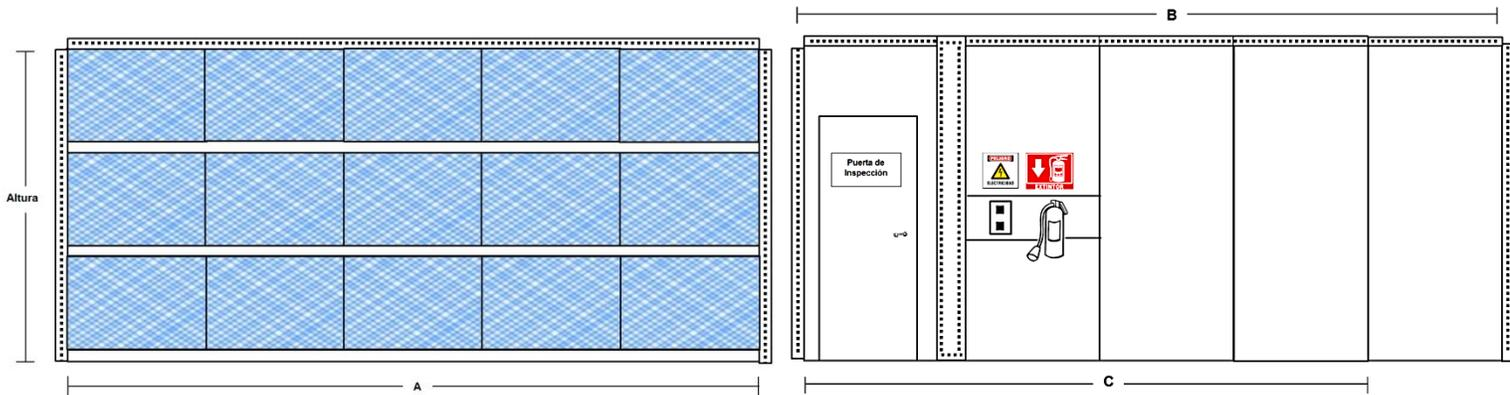 Altura
A
B
Puerta de
Inspección
PELIGRO
ELECTRICIDAD
EXTINTOR
C